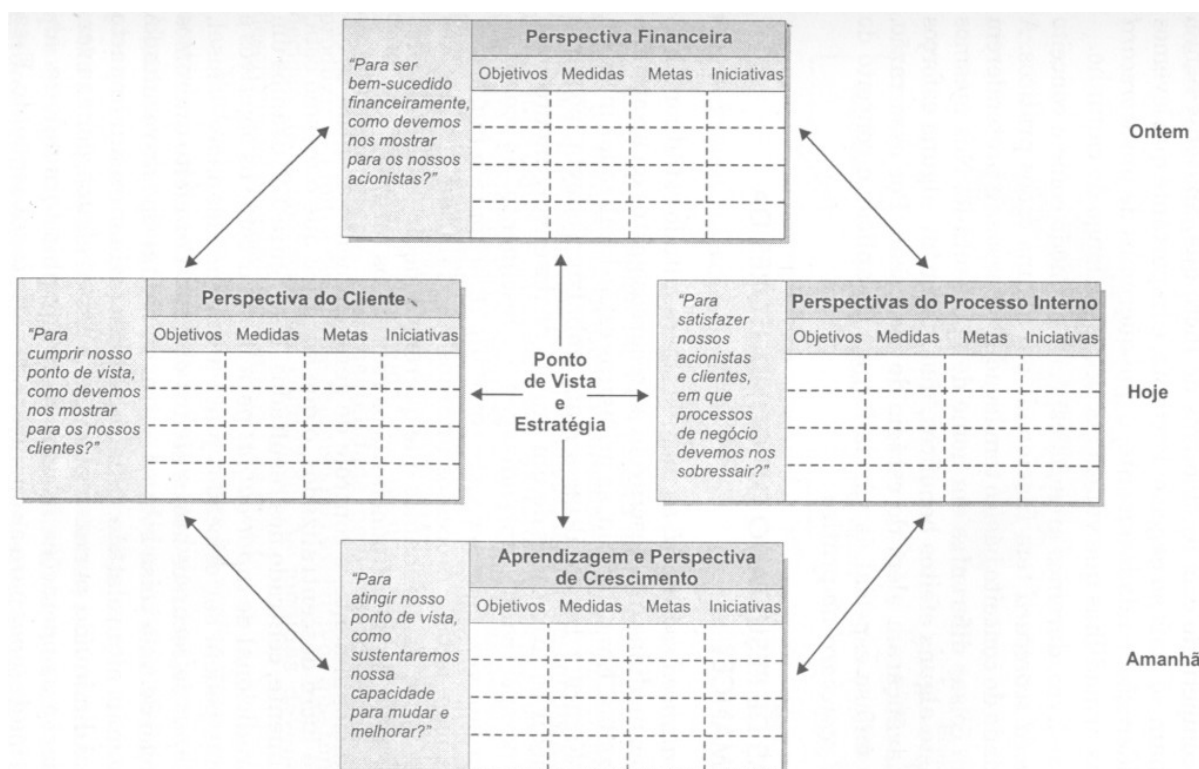 Perspectiva Financeira
"Para ser
bem-sucedido
financeiramente,
como devemos
nos mostrar
para os nossos
acionistas?"
Objetivos Medidas Metas Iniciativas
Ontem
Perspectiva do Cliente
"Para
cumprir nosso
ponto de vista,
como devemos
nos mostrar
para os nossos
clientes?"
Objetivos Medidas Metas Iniciativas
Ponto
de Vista
e
Estratégia
Perspectivas do Processo Interno
"Para
satisfazer
nossos
acionistas
e clientes,
em que
processos
de negócio
devemos nos
sobressair?"
Objetivos Medidas Metas Iniciativas
Hoje
Aprendizagem e Perspectiva
de Crescimento
"Para
atingir nosso
ponto de vista,
como
sustentaremos
nossa
capacidade
para mudar e
melhorar?"
Objetivos Medidas Metas Iniciativas
Amanhã